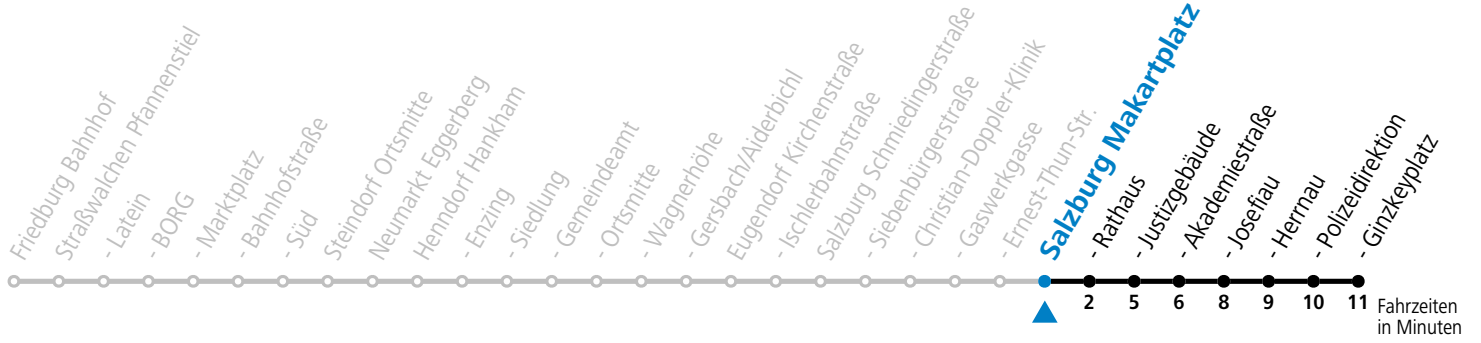 Friedburg Bahnhof
Straßwalchen Pfannenstiel
- Latein
- BORG
- Marktplatz
- Bahnhofstraße
- Süd
Steindorf Ortsmitte
Neumarkt Eggerberg
Henndorf Hankham
- Enzing
- Siedlung
- Gemeindeamt
- Ortsmitte
- Wagnerhöhe
- Gersbach/Aiderbichl
Eugendorf Kirchenstraße
- Ischlerbahnstraße
Salzburg Schmiedingerstraße
- Siebenbürgerstraße
- Christian-Doppler-Klinik
- Gaswerkgasse
- Ernest-Thun-Str.
Salzburg Makartplatz
- Rathaus
- Justizgebäude
- Akademiestraße
- Josefiau
- Herrnau
- Polizeidirektion
- Ginzkeyplatz
2 5 6 8 9 10 11 Fahrzeiten
in Minuten